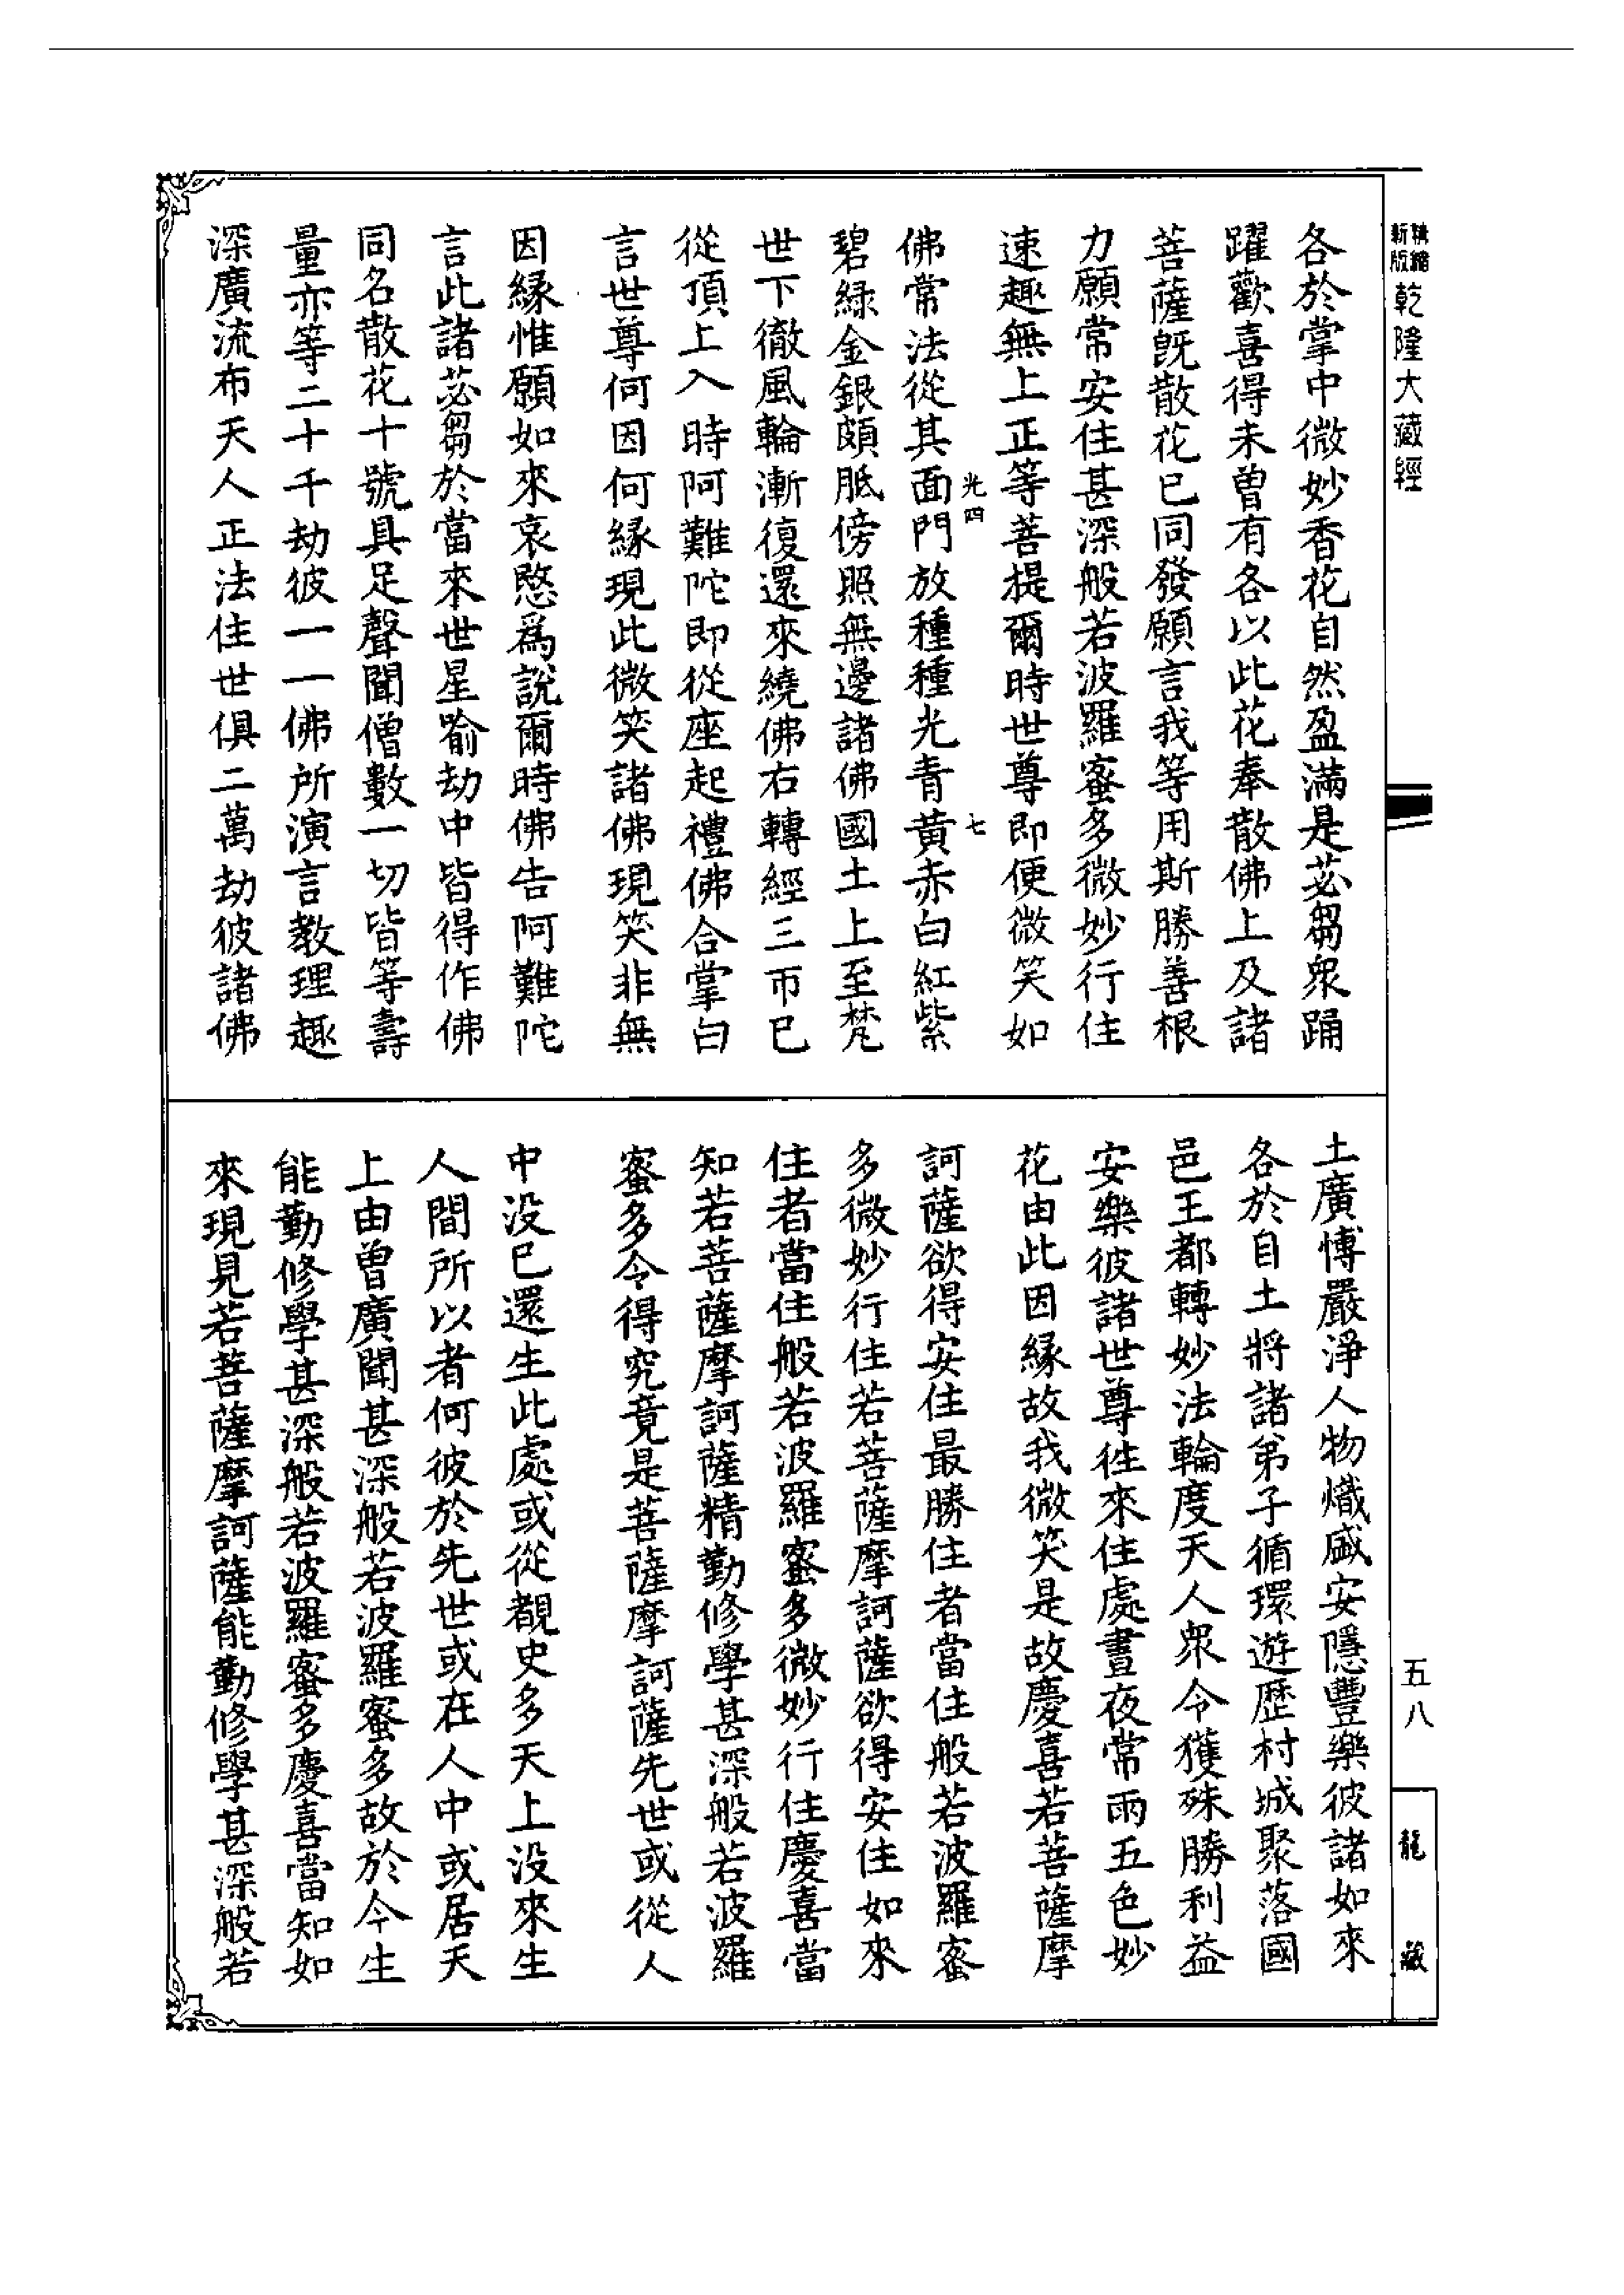 精縮新版乾隆大藏經
各於掌中微妙香花自然盈滿是苾芻眾踊
躍歡喜得未曾有各以此花奉散佛上及諸
菩薩既散花已同發願言我等用斯勝善根
力願常安住甚深般若波羅蜜多微妙行住
速趣無上正等菩提爾時世尊即便微笑如
光四 七
佛常法從其面門放種種光青黃赤白紅紫
碧綠金銀頗胝傍照無邊諸佛國土上至梵
世下徹風輪漸復還來繞佛右轉經三帀已
從頂上入時阿難陀即從座起禮佛合掌白
言世尊何因何緣現此微笑諸佛現笑非無
因緣惟願如來哀愍為說爾時佛告阿難陀
言此諸苾芻於當來世星喻劫中皆得作佛
同名散花十號具足聲聞僧數一切皆等壽
量亦等二十千劫彼一一佛所演言教理趣
深廣流布天人正法住世俱二萬劫彼諸佛
土廣博嚴淨人物熾盛安隱豐樂彼諸如來
各於自土將諸弟子循環遊歷村城聚落國
邑王都轉妙法輪度天人眾令獲殊勝利益
安樂彼諸世尊徃來住處晝夜常雨五色妙
花由此因緣故我微笑是故慶喜若菩薩摩
訶薩欲得安住最勝住者當住般若波羅蜜
多微妙行住若菩薩摩訶薩欲得安住如來
住者當住般若波羅蜜多微妙行住慶喜當
知若菩薩摩訶薩精勤修學甚深般若波羅
蜜多令得究竟是菩薩摩訶薩先世或從人
中沒已還生此處或從覩史多天上沒來生
人間所以者何彼於先世或在人中或居天
上由曾廣聞甚深般若波羅蜜多故於今生
能勤修學甚深般若波羅蜜多慶喜當知如
來現見若菩薩摩訶薩能勤修學甚深般若
五八
龍藏